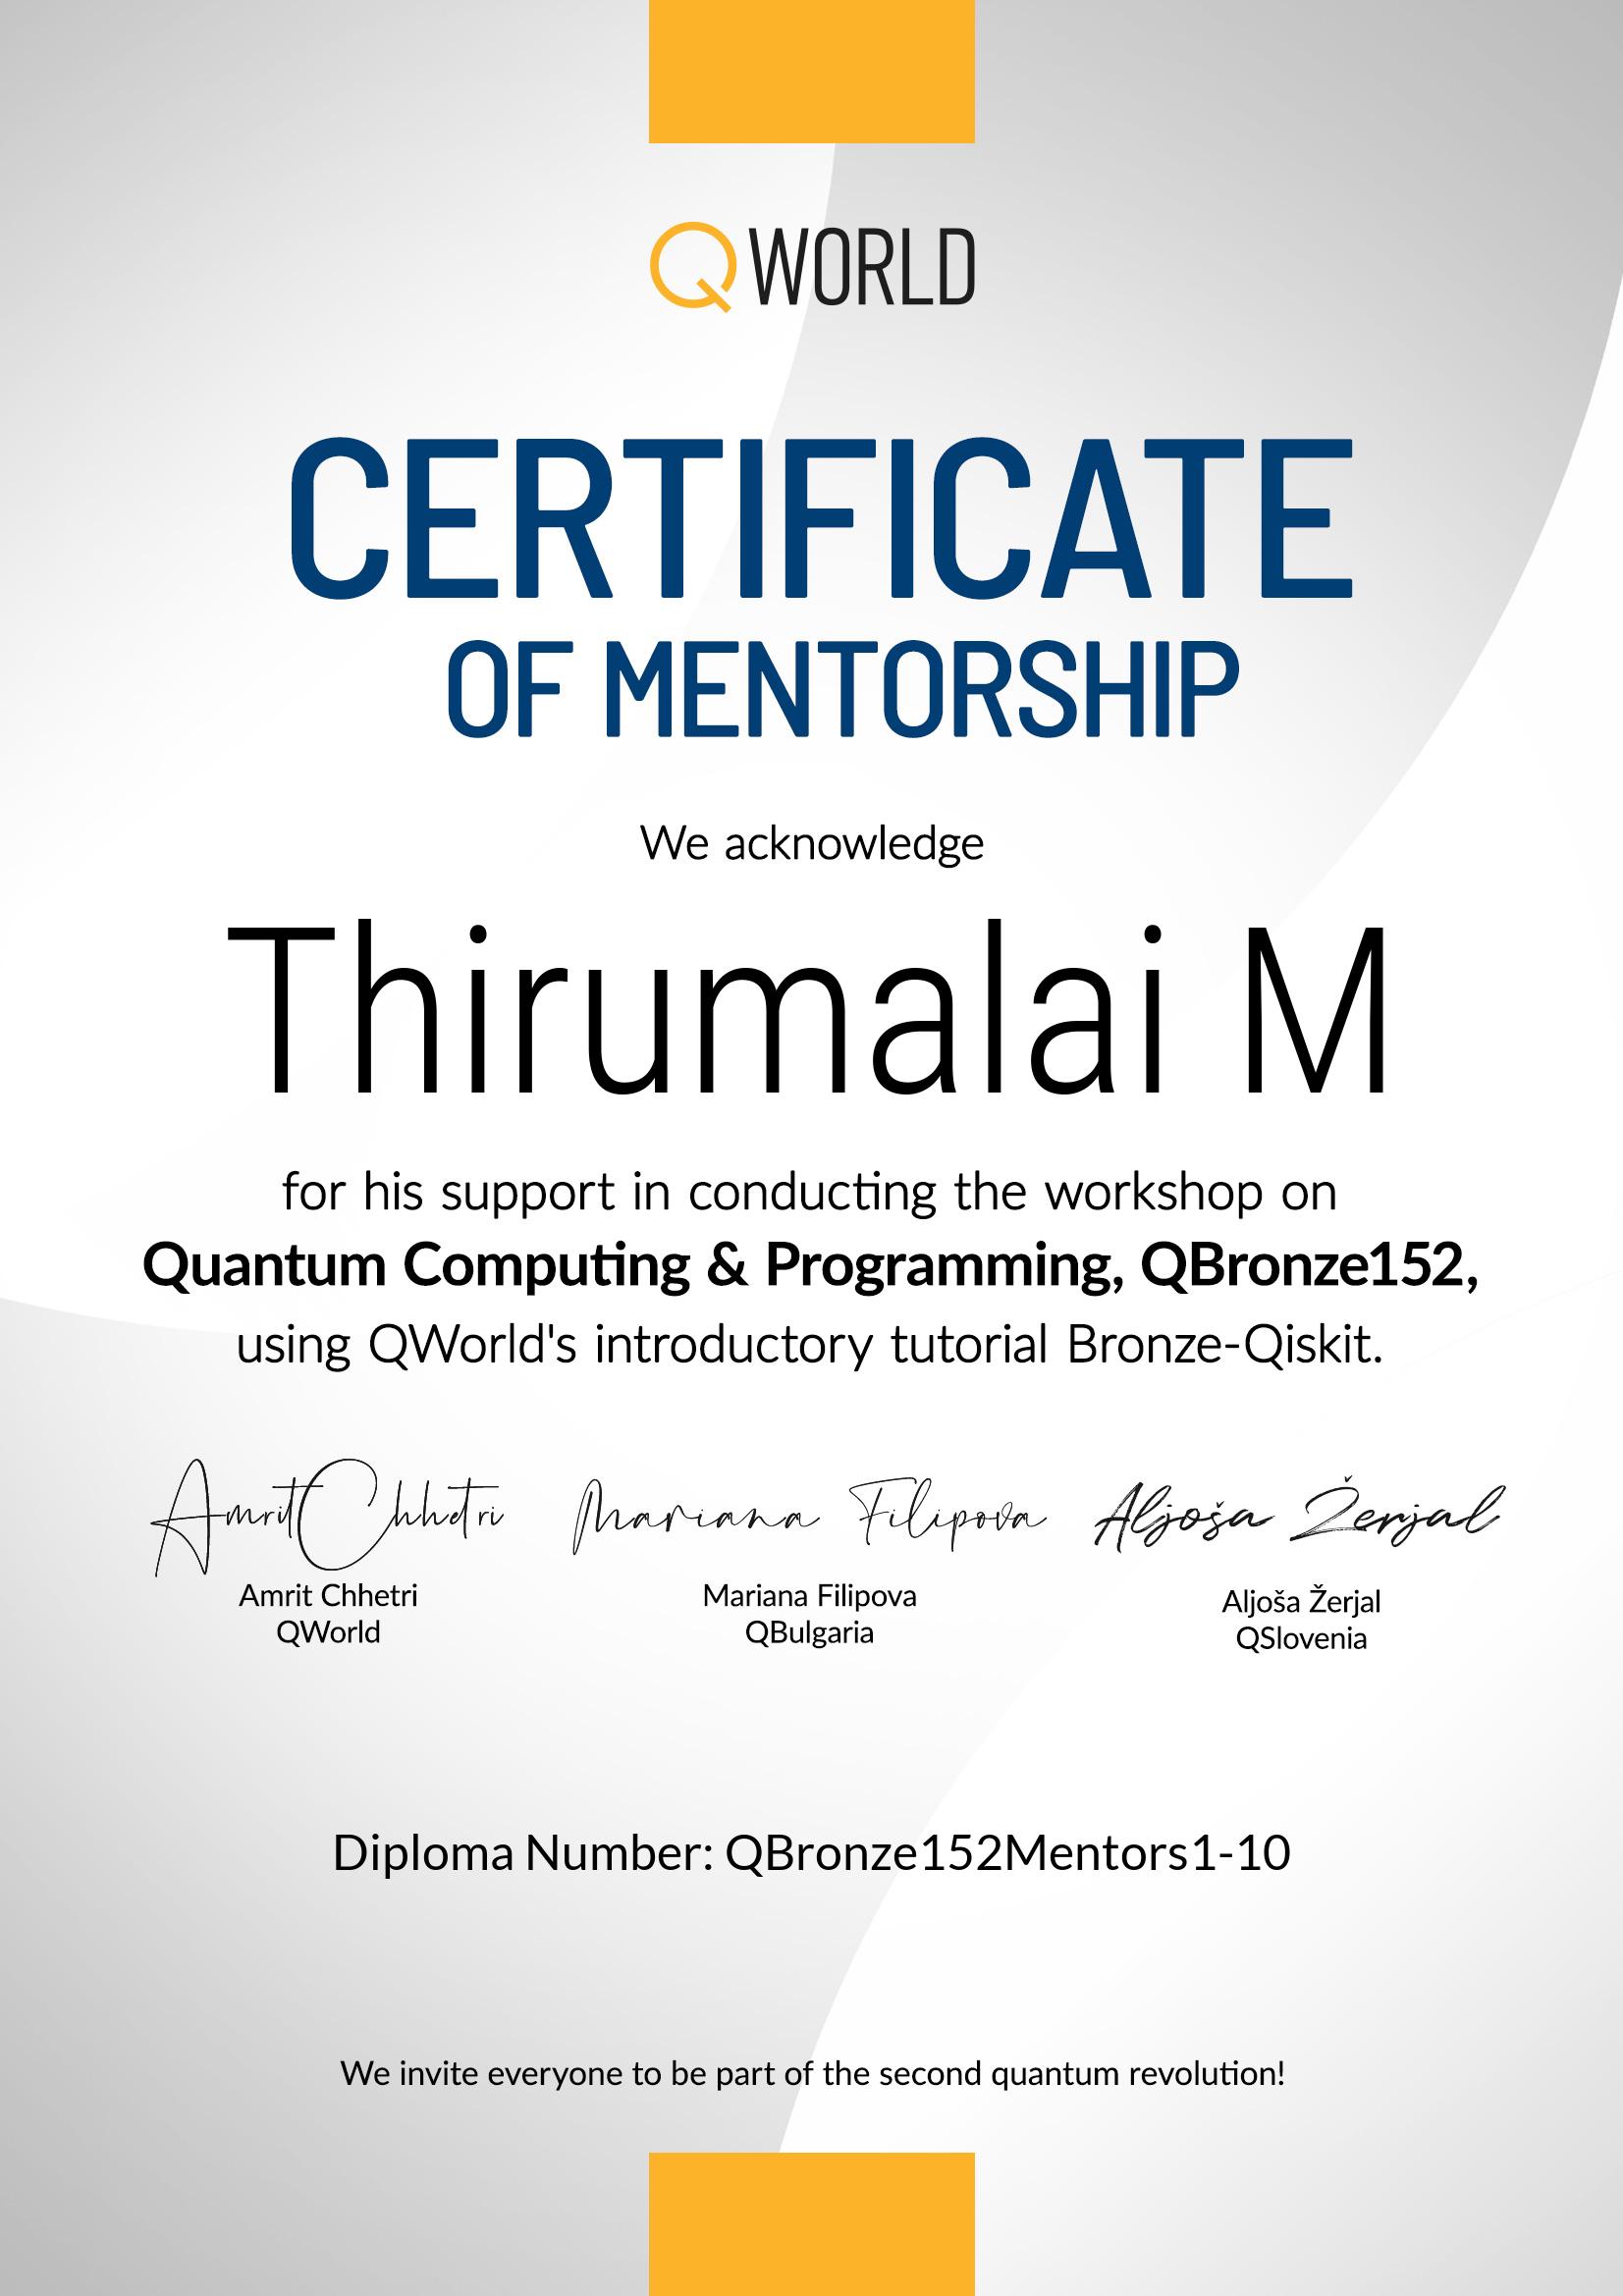 QWORLD
CERTIFICATE
OF MENTORSHIP
We acknowledge
Thirumalai M
for his support in conducting the workshop on
Quantum Computing & Programming, QBronze152,
using QWorld's introductory tutorial Bronze-Qiskit.
Amrit Chhetri Mariana Filipova Aljoša Žerjal
Amrit Chhetri Mariana Filipova Aljoša Žerjal
QWorld QBulgaria QSlovenia
Diploma Number: QBronze152Mentors1-10
We invite everyone to be part of the second quantum revolution!